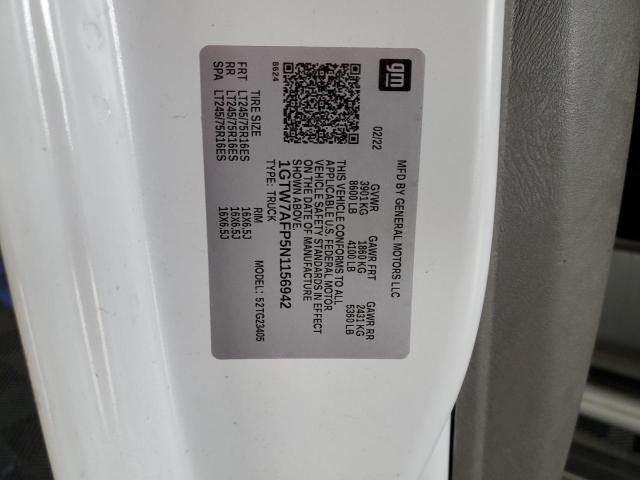 gm
MFD BY GENERAL MOTORS LLC
02/22
GVWR GAWR FRT GAWR RR
3901 KG 1860 KG 2431 KG
8600 LB 4100 LB 5360 LB
THIS VEHICLE CONFORMS TO ALL
APPLICABLE U.S. FEDERAL MOTOR
VEHICLE SAFETY STANDARDS IN EFFECT
ON THE DATE OF MANUFACTURE
SHOWN ABOVE.
1GTW7AFP5N1156942
TYPE: TRUCK MODEL: 52TG23405
8624
TIRE SIZE RIM
FRT LT245/75R16ES 16X6.5J
RR LT245/75R16ES 16X6.5J
SPA LT245/75R16ES 16X6.5J